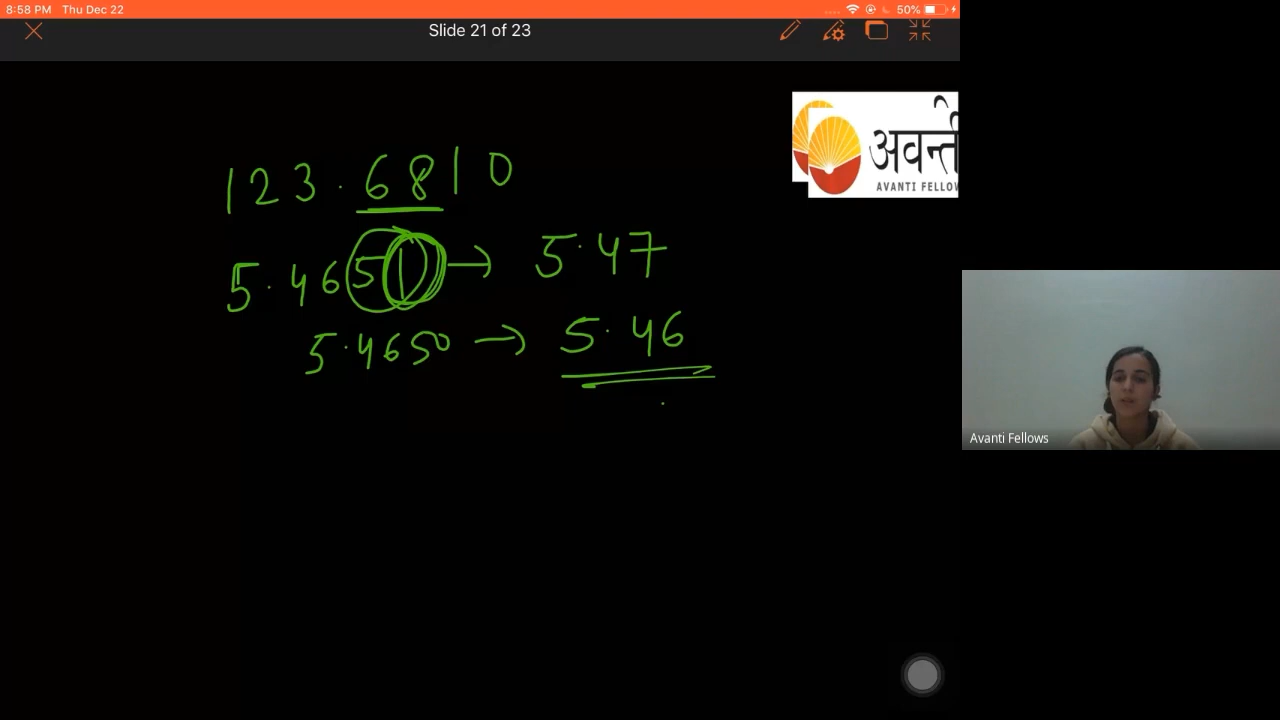 8:58 PM Thu Dec 22
50%
Slide 21 of 23
अवन्ती
AVANTI FELLOW
123.6810
5.4651 → 5.47
5.4650 → 5.46
Avanti Fellows